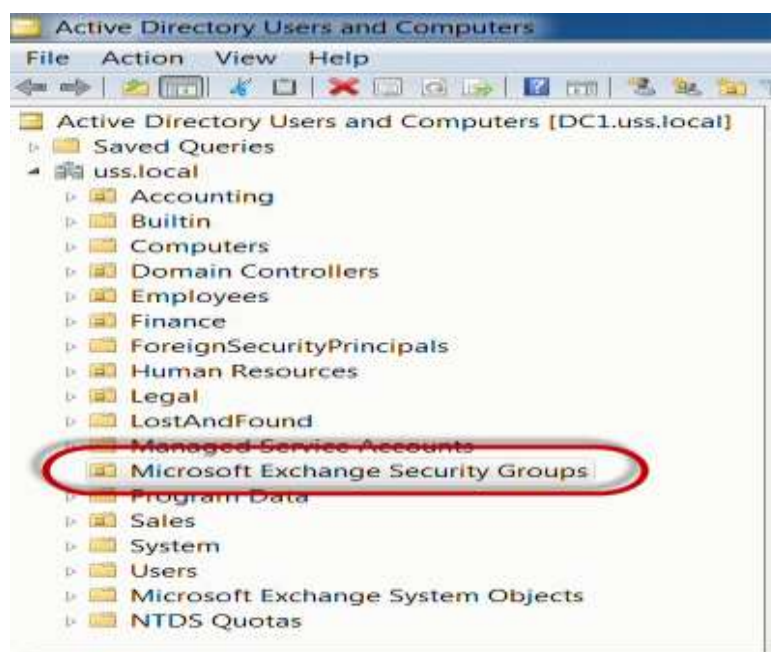 Active Directory Users and Computers
File Action View Help
Active Directory Users and Computers [DC1.uss.local]
Saved Queries
uss.local
Accounting
Builtin
Computers
Domain Controllers
Employees
Finance
ForeignSecurityPrincipals
Human Resources
Legal
LostAndFound
Managed Service Accounts
Microsoft Exchange Security Groups
Program Data
Sales
System
Users
Microsoft Exchange System Objects
NTDS Quotas